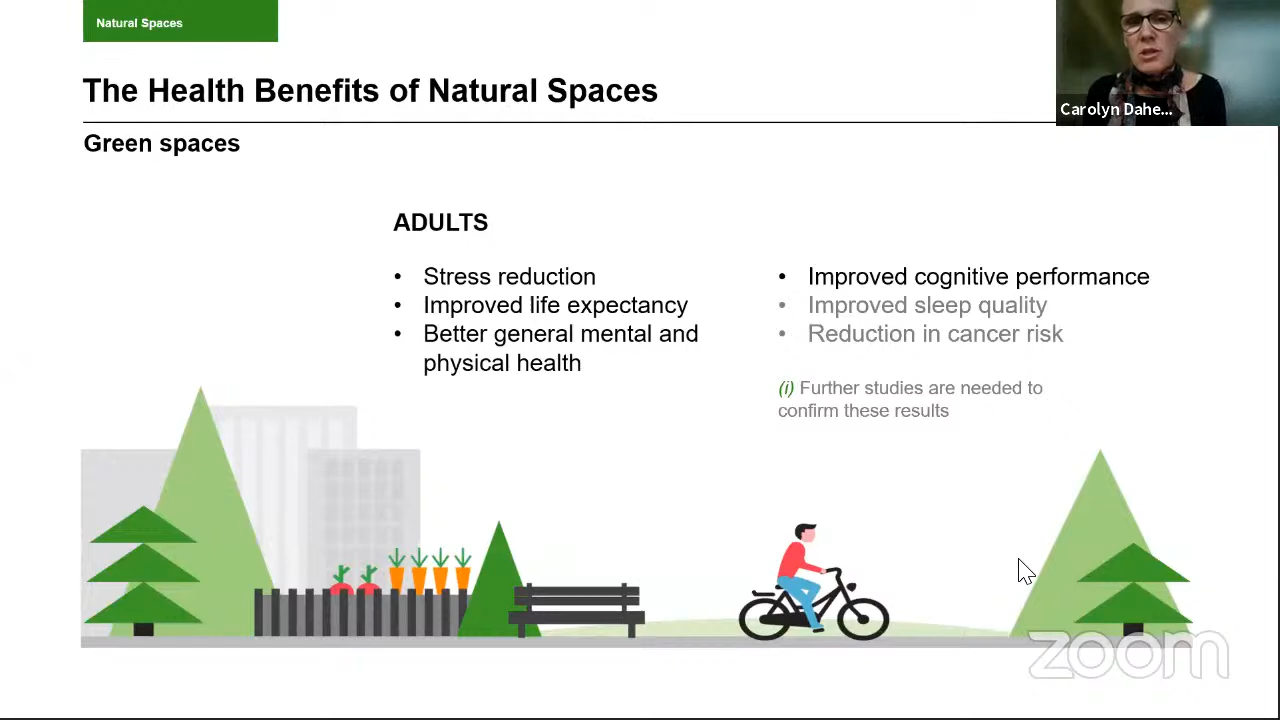 Natural Spaces
The Health Benefits of Natural Spaces
Green spaces
Carolyn Dahe...
ADULTS
• Stress reduction
• Improved life expectancy
• Better general mental and
physical health
• Improved cognitive performance
• Improved sleep quality
• Reduction in cancer risk
(i) Further studies are needed to
confirm these results
zoom